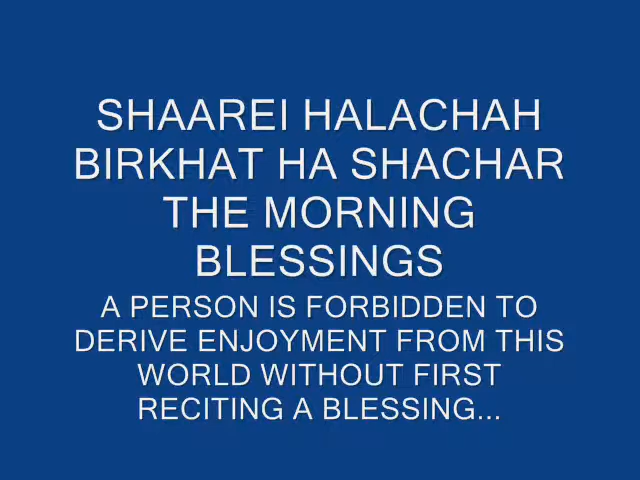 SHAAREI HALACHAH
BIRKHAT HA SHACHAR
THE MORNING
BLESSINGS
A PERSON IS FORBIDDEN TO
DERIVE ENJOYMENT FROM THIS
WORLD WITHOUT FIRST
RECITING A BLESSING...